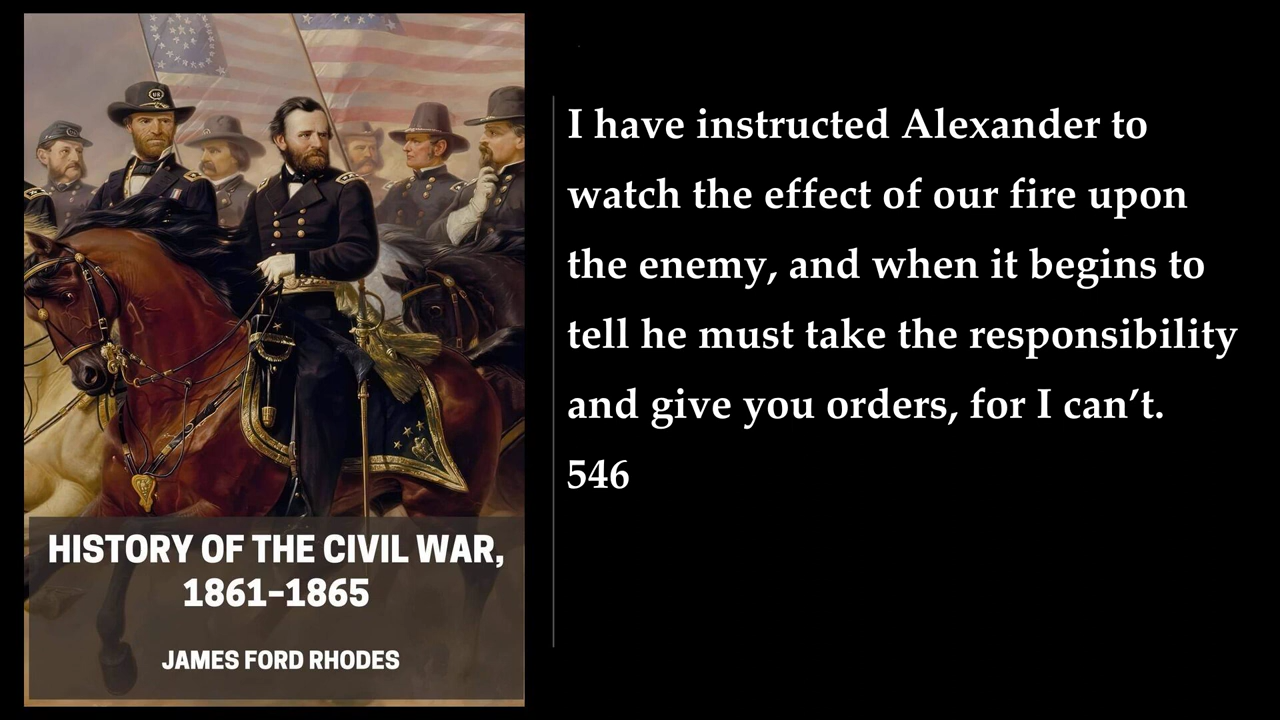 HISTORY OF THE CIVIL WAR,
1861–1865
JAMES FORD RHODES
I have instructed Alexander to
watch the effect of our fire upon
the enemy, and when it begins to
tell he must take the responsibility
and give you orders, for I can’t.
546